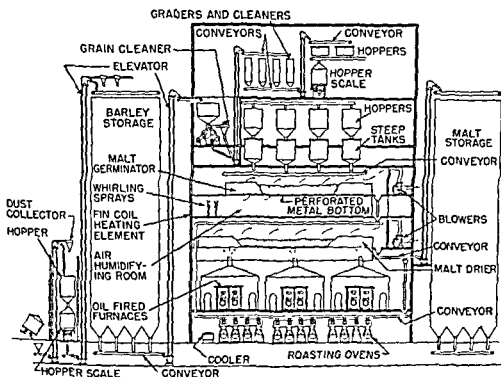 GRADERS AND CLEANERS
CONVEYORS
CONVEYOR
GRAIN CLEANER
HOPPERS
ELEVATOR
HOPPER
SCALE
BARLEY
STORAGE
HOPPERS
STEEP
TANKS
MALT
STORAGE
MALT
GERMINATOR
CONVEYOR
WHIRLING
SPRAYS
PERFORATED
METAL BOTTOM
DUST
COLLECTOR
FIN COIL
HEATING
ELEMENT
BLOWERS
HOPPER
AIR
HUMIDIFY-
ING ROOM
CONVEYOR
MALT DRIER
OIL FIRED
FURNACES
CONVEYOR
COOLER
ROASTING OVENS
HOPPER SCALE
CONVEYOR